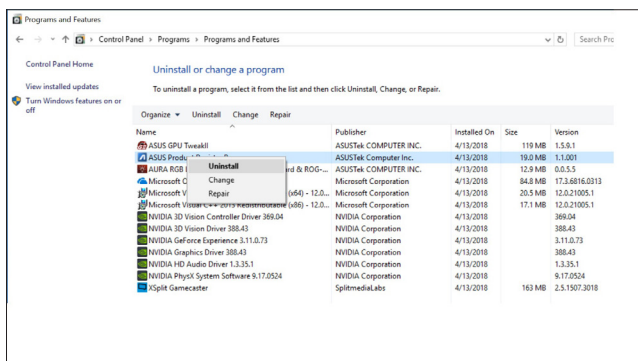 Programs and Features
Control Panel > Programs > Programs and Features
Search Pro
Control Panel Home
View installed updates
Turn Windows features on or off
Uninstall or change a program
To uninstall a program, select it from the list and then click Uninstall, Change, or Repair.
Organize Uninstall Change Repair
Name Publisher Installed On Size Version
ASUS GPU TweakII ASUSTek COMPUTER INC. 4/13/2018 119 MB 1.5.9.1
ASUS Product ASUSTek Computer Inc. 4/13/2018 19.0 MB 1.1.001
AURA RGB rd & ROG-... ASUSTek COMPUTER INC. 4/13/2018 12.9 MB 0.0.5.5
Microsoft O Microsoft Corporation 4/13/2018 84.8 MB 17.3.6816.0313
Microsoft V (x64) - 12.0... Microsoft Corporation 4/13/2018 20.5 MB 12.0.21005.1
Microsoft Visual C++ 2013 Redistributable (x86) - 12.0... Microsoft Corporation 4/13/2018 17.1 MB 12.0.21005.1
NVIDIA 3D Vision Controller Driver 369.04 NVIDIA Corporation 4/13/2018 369.04
NVIDIA 3D Vision Driver 388.43 NVIDIA Corporation 4/13/2018 388.43
NVIDIA GeForce Experience 3.11.0.73 NVIDIA Corporation 4/13/2018 3.11.0.73
NVIDIA Graphics Driver 388.43 NVIDIA Corporation 4/13/2018 388.43
NVIDIA HD Audio Driver 1.3.35.1 NVIDIA Corporation 4/13/2018 1.3.35.1
NVIDIA PhysX System Software 9.17.0524 NVIDIA Corporation 4/13/2018 9.17.0524
XSplit Gamecaster SplitmediaLabs 4/13/2018 163 MB 2.5.1507.3018
Uninstall
Change
Repair